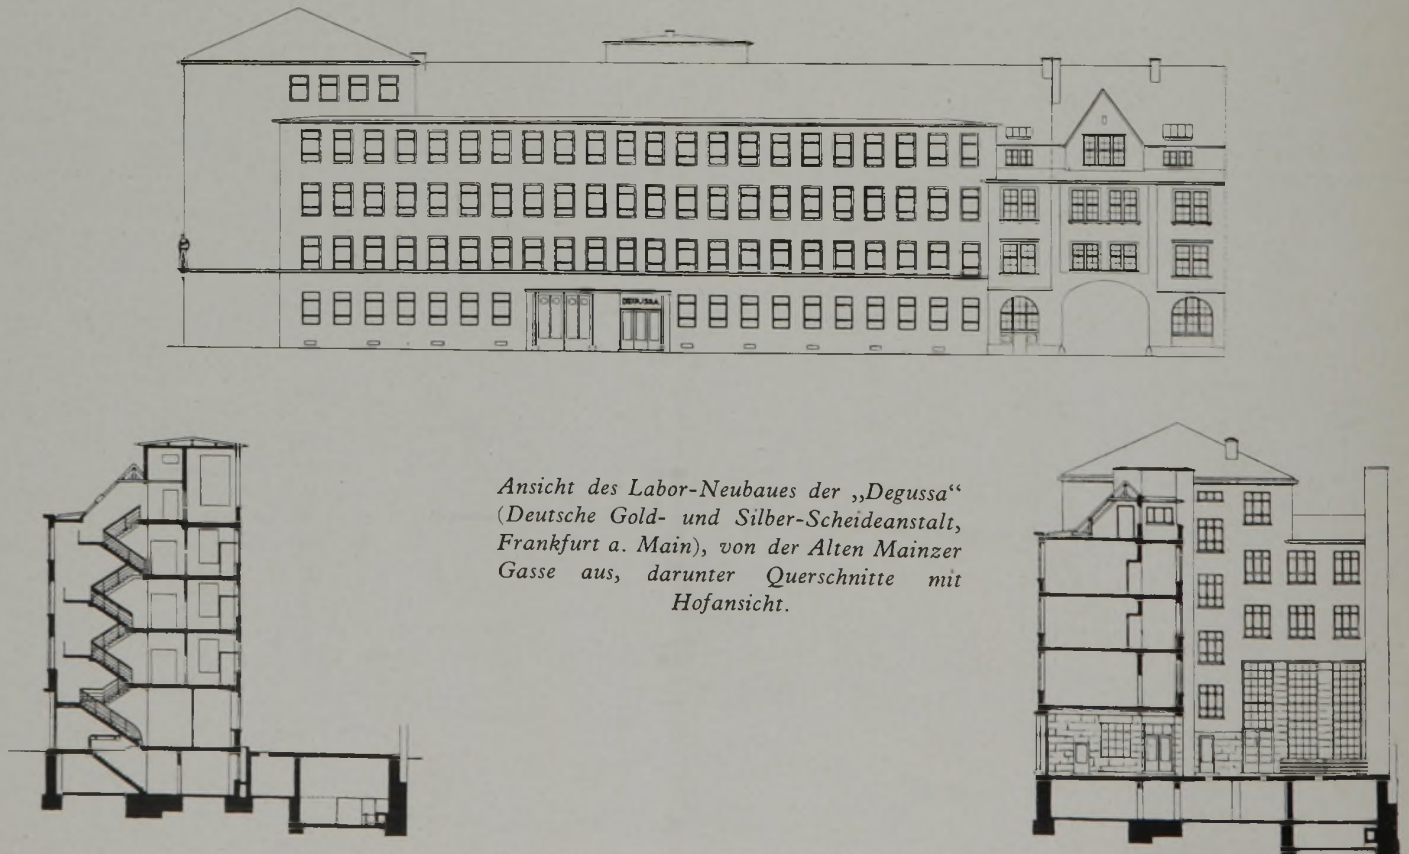 DEGUSSA
Ansicht des Labor-Neubaues der „Degussa“
(Deutsche Gold- und Silber-Scheideanstalt,
Frankfurt a. Main), von der Alten Mainzer
Gasse aus, darunter Querschnitte mit
Hofansicht.